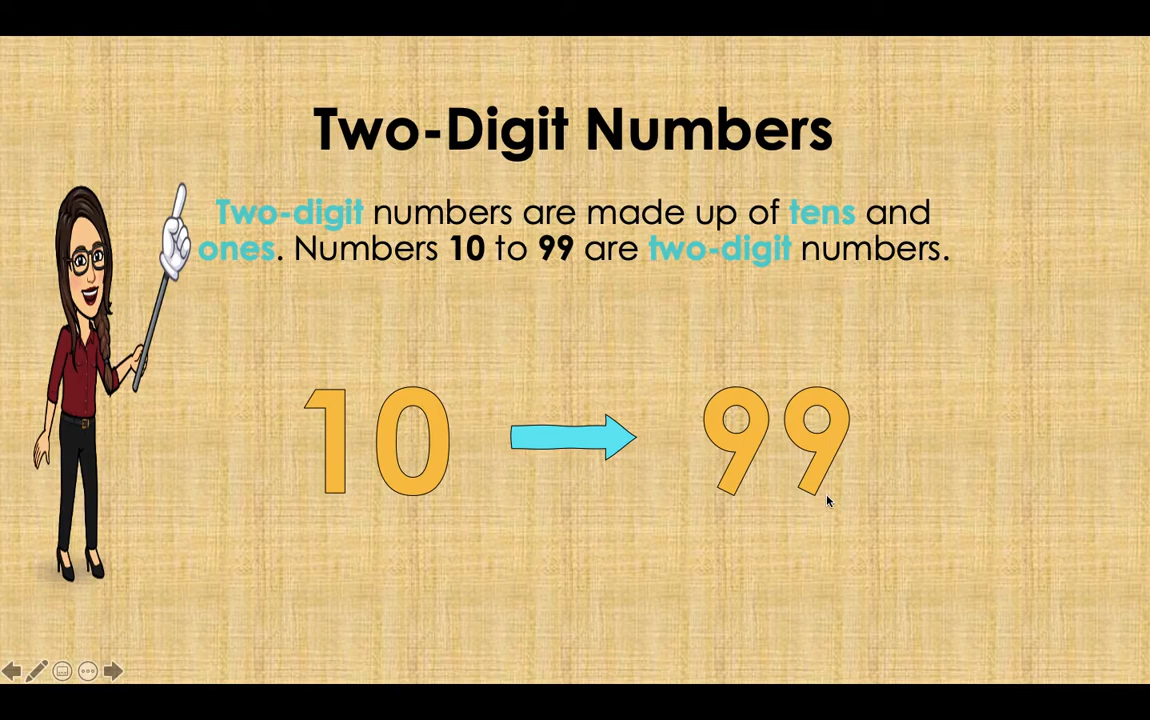 Two-Digit Numbers
Two-digit numbers are made up of tens and
ones. Numbers 10 to 99 are two-digit numbers.
10 99